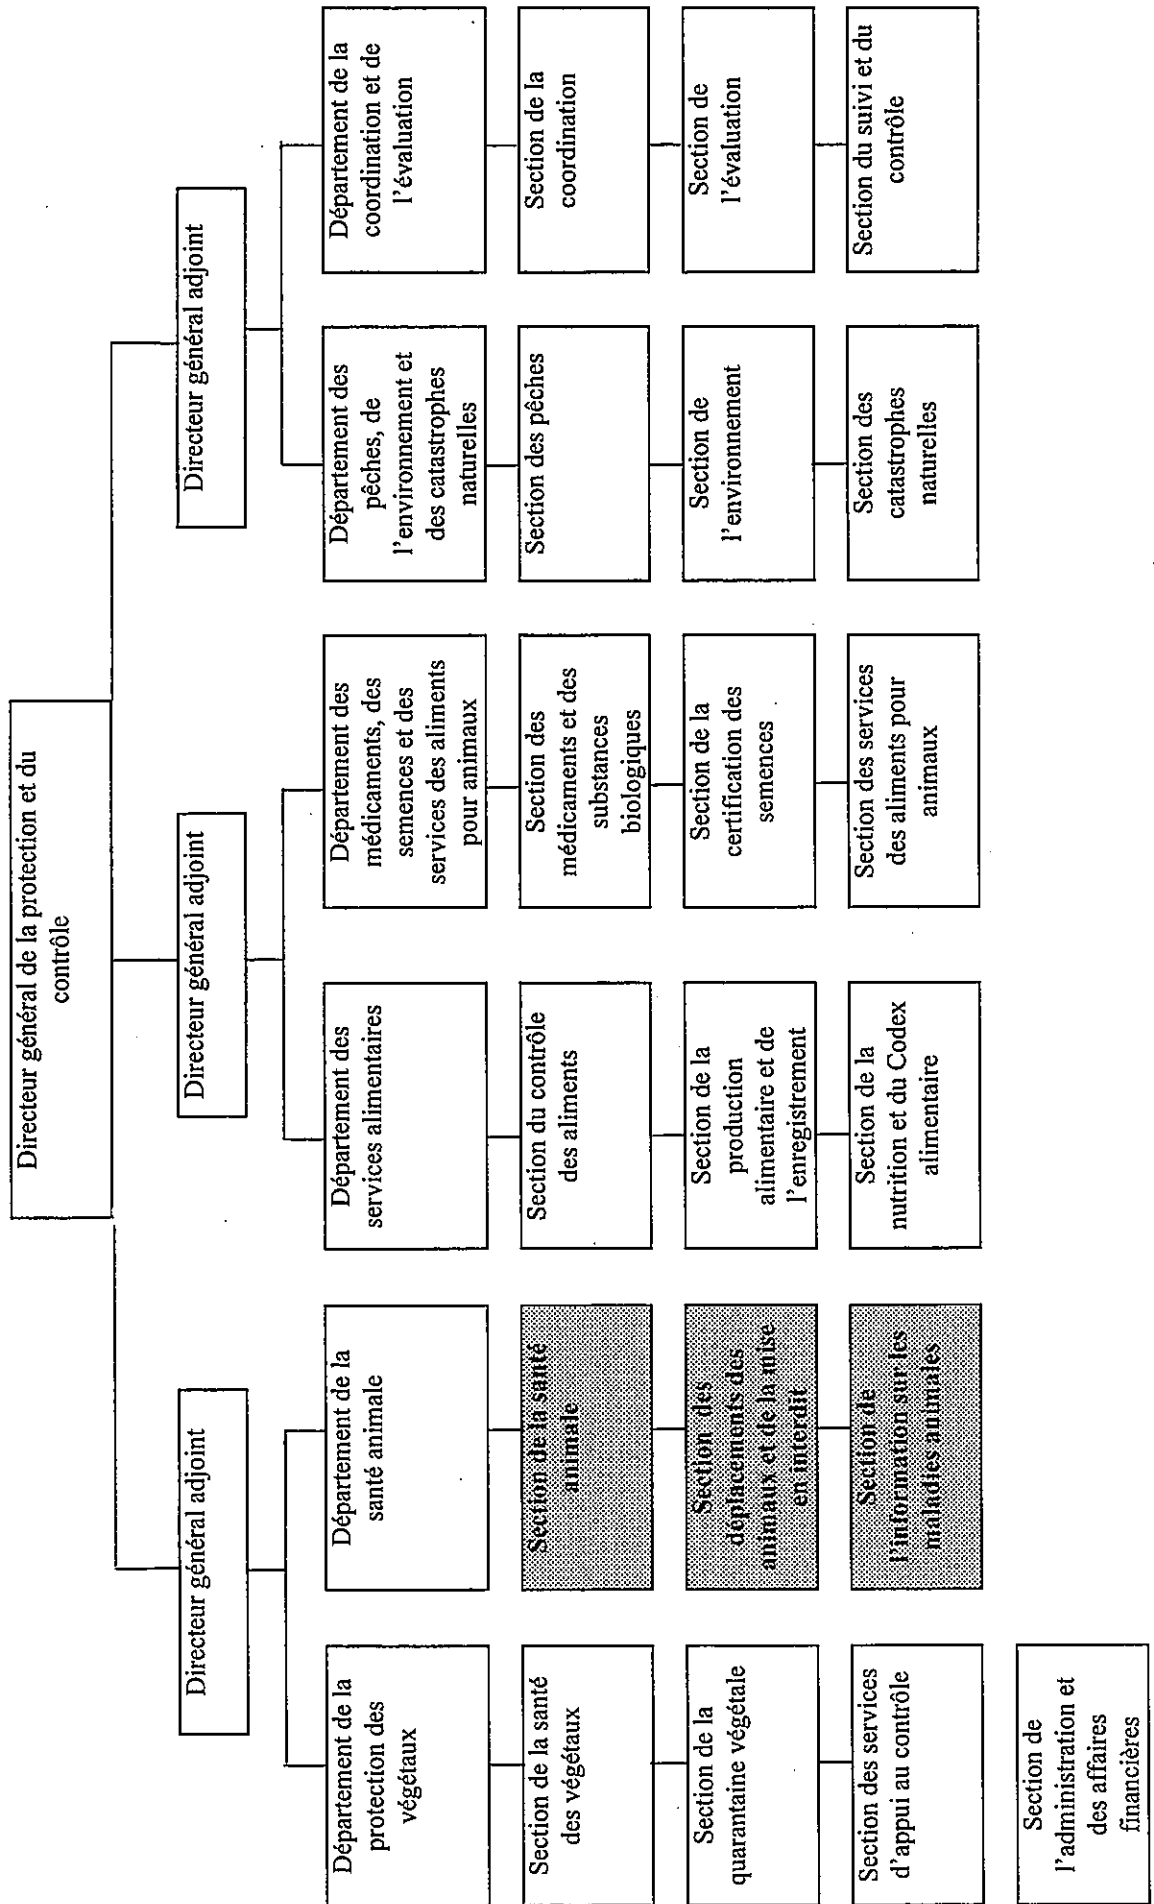 Directeur général de la protection et du
contrôle
Directeur général adjoint
Directeur général adjoint
Directeur général adjoint
Département de la
protection des
végétaux
Département de la
santé animale
Département des
services alimentaires
Département des
médicaments, des
semences et des
services des aliments
pour animaux
Département des
pêches, de
l'environnement et
des catastrophes
naturelles
Département de la
coordination et de
l'évaluation
Section de la santé
des végétaux
Section de la santé
animale
Section du contrôle
des aliments
Section des
médicaments et des
substances
biologiques
Section des pêches
Section de la
coordination
Section de la
quarantaine végétale
Section des
deplacements des
animaux et de la mise
en interdit
Section de la
production
alimentaire et de
l'enregistrement
Section de la
certification des
semences
Section de
l'environnement
Section de
l'évaluation
Section des services
d'appui au contrôle
Section de
l'information sur les
maladies animales
Section de la
nutrition et du Codex
alimentaire
Section des services
des aliments pour
animaux
Section des
catastrophes
naturelles
Section du suivi et du
contrôle
Section de
l'administration et
des affaires
financières